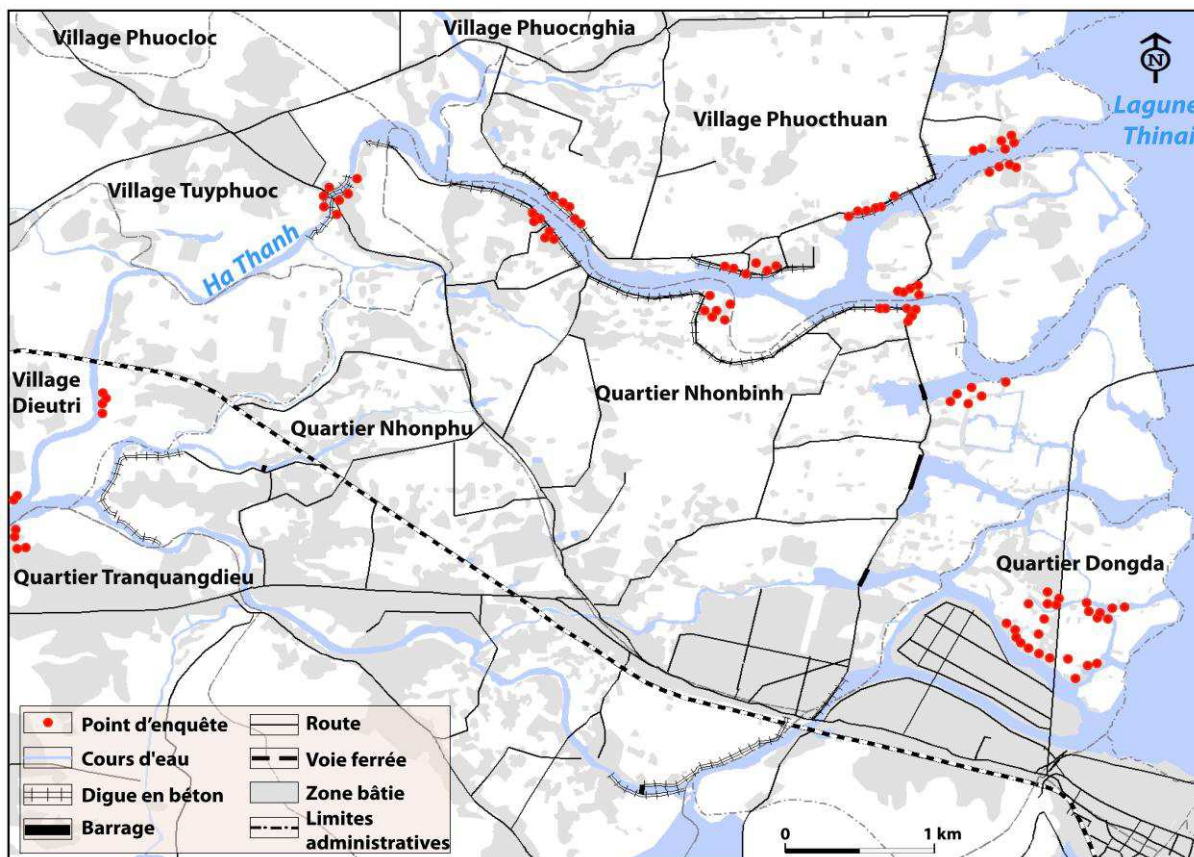 Village Phuocloc
Village Phuocnghia
N
Lagune
Thinai
Village Phuocthuan
Village Tuyphuoc
Ha Thanh
Village
Dieutri
Quartier Nhonbinh
Quartier Nhonphu
Quartier Tranquangdieu
Quartier Dongda
Point d'enquête
Route
Cours d'eau
Voie ferrée
Digue en béton
Zone bâtie
Barrage
Limites
administratives
0 1 km